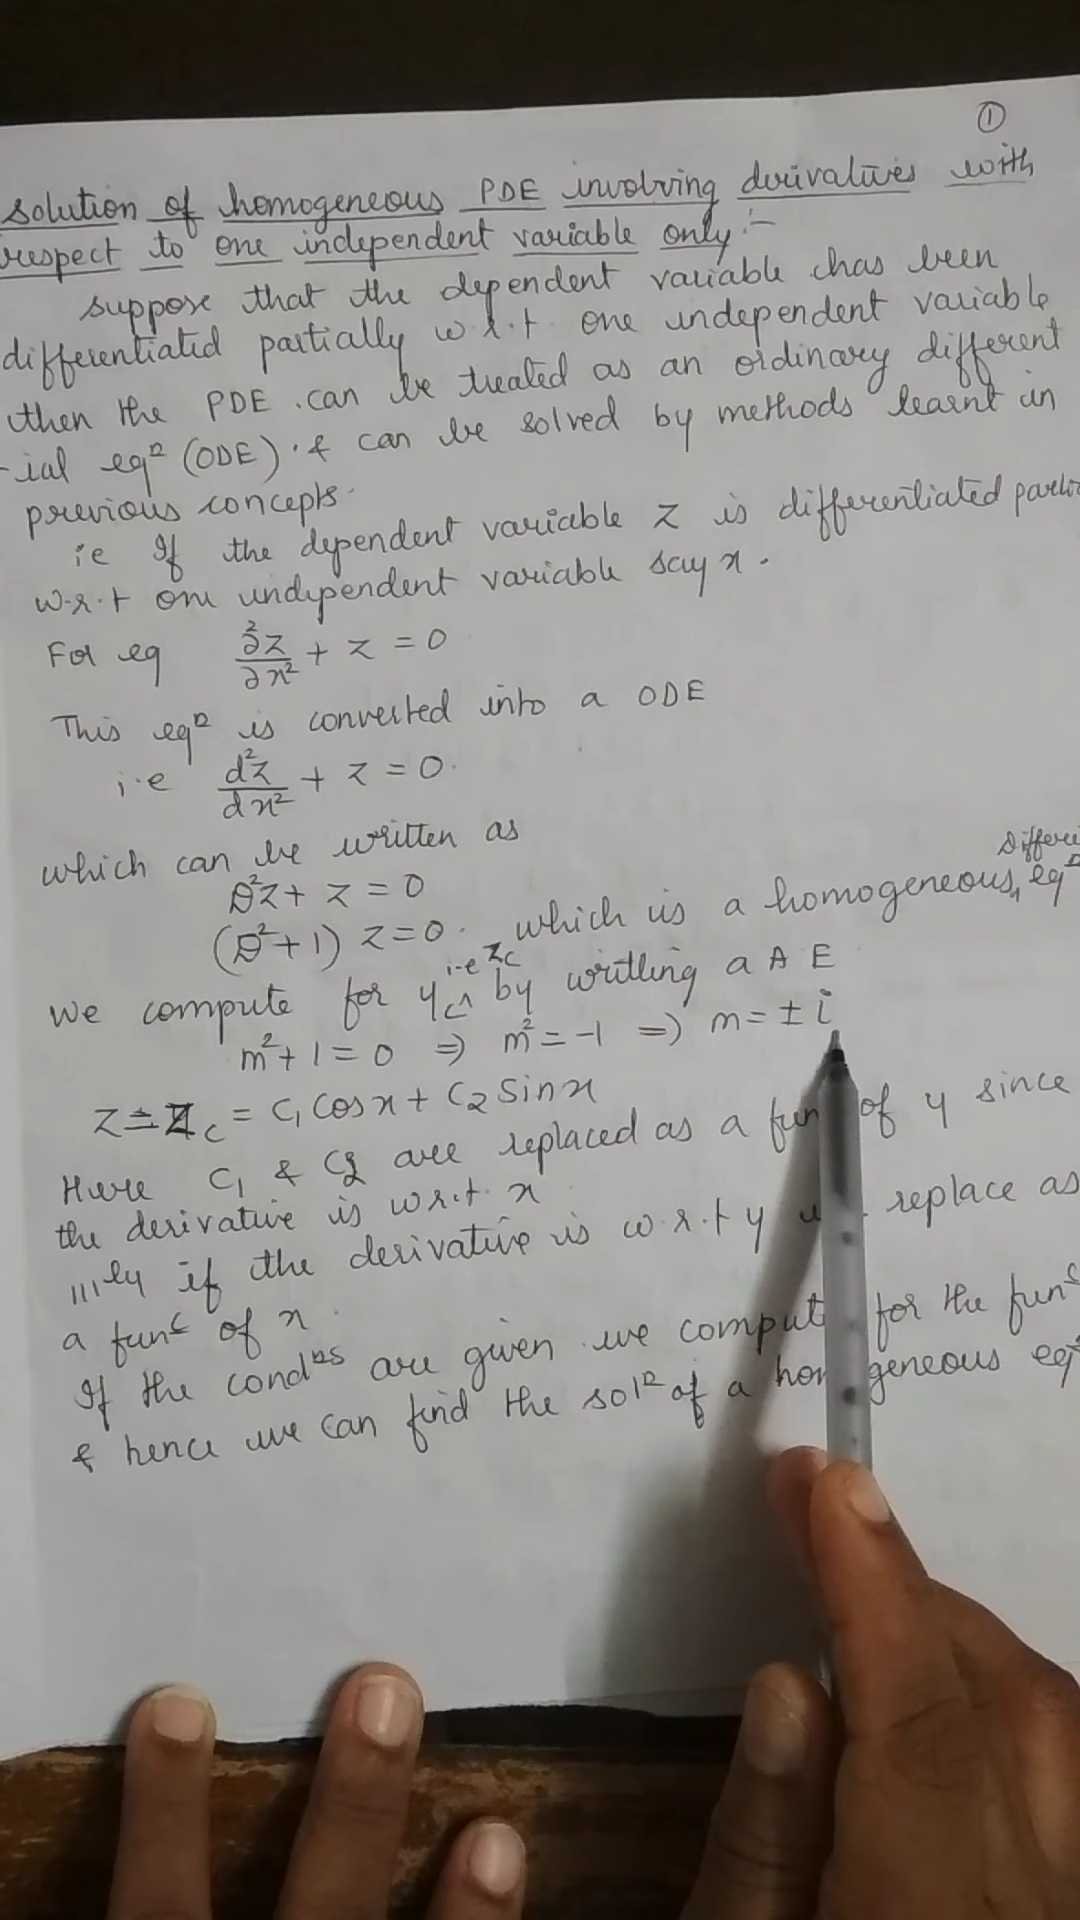 ①
solution of homogeneous PDE involving derivatives with
respect to one independent variable only :-
suppose that the dependent variable has been
differentiated partially w.r.t. one independent variable
then the PDE can be treated as an ordinary different
-ial eqⁿ (ODE) & can be solved by methods learnt in
previous concepts.
ie If the dependent variable z is differentiated
w.r.t one independent variable say x.
For eg ∂²z/∂x² + z = 0
This eqⁿ is converted into a ODE
i.e d²z/dx² + z = 0.
which can be written as
D²z + z = 0
(D²+1) z = 0. which is a homogeneous eqⁿ
i-e z_c
we compute for y_c by writting a A E
m²+1 = 0 ⇒ m² = -1 ⇒ m = ± i
z = z_c = C₁ Cos x + C₂ Sin x
Here C₁ & C₂ are replaced as a fun of y since
the derivative is w.r.t. x
|||ly if the derivative is w.r.t y replace as
a funᶜ of x.
If the condⁿs are given we compute for the funᶜ
& hence we can find the solⁿ of a homogeneous eqⁿ